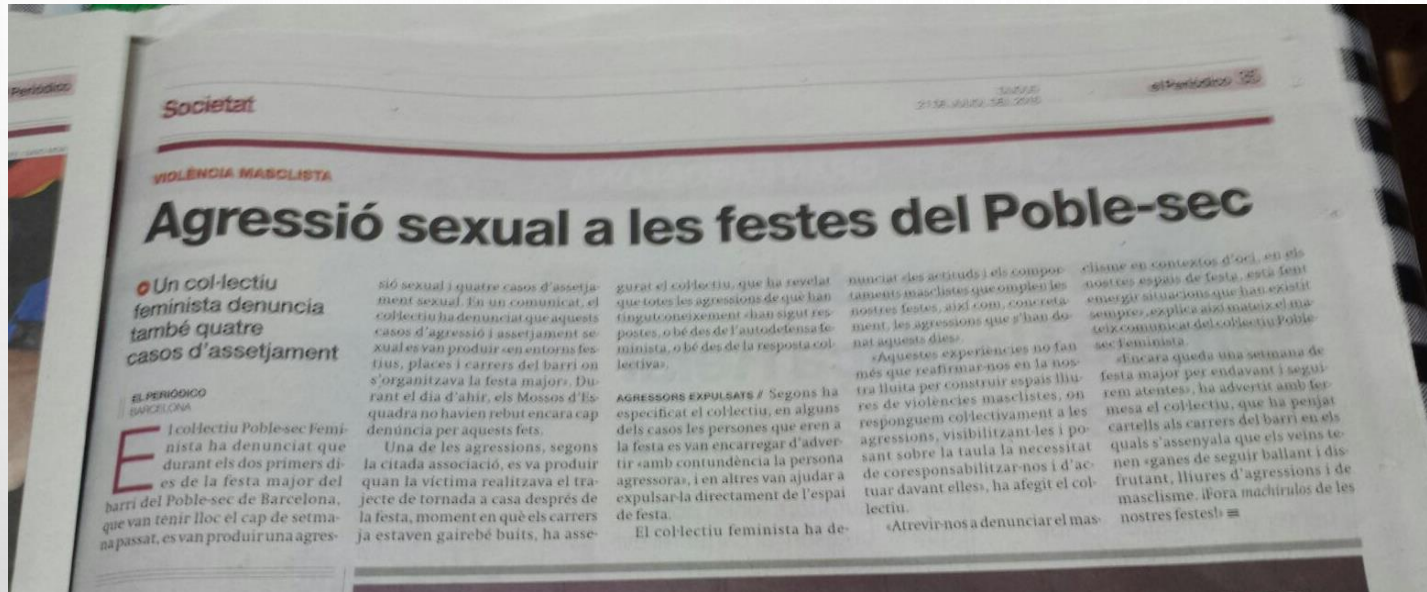 el Periódico
Societat
el Periódico
VIOLÈNCIA MASCLISTA
Agressió sexual a les festes del Poble-sec
Un col·lectiu
feminista denuncia
també quatre
casos d'assetjament
EL PERIÓDICO
BARCELONA
El col·lectiu Poble-sec Femi-
nista ha denunciat que
durant els dos primers di-
es de la festa major del
barri del Poble-sec de Barcelona,
que van tenir lloc el cap de setma-
na passat, es van produir una agres-
sió sexual i quatre casos d'assetja-
ment sexual. En un comunicat, el
col·lectiu ha denunciat que aquests
casos d'agressió i assetjament se-
xual es van produir «en entorns fes-
tius, places i carrers del barri on
s'organitzava la festa major». Du-
rant el dia d'ahir, els Mossos d'Es-
quadra no havien rebut encara cap
denúncia per aquests fets.
Una de les agressions, segons
la citada associació, es va produir
quan la víctima realitzava el tra-
jecte de tornada a casa després de
la festa, moment en què els carrers
ja estaven gairebé buits, ha asse-
gurat el col·lectiu, que ha revelat
que totes les agressions de què han
tingut coneixement «han sigut res-
postes, o bé des de l'autodefensa fe-
minista, o bé des de la resposta col·
lectiva».
AGRESSORS EXPULSATS // Segons ha
especificat el col·lectiu, en alguns
dels casos les persones que eren a
la festa es van encarregar d'adver-
tir «amb contundència la persona
agressora», i en altres van ajudar a
expulsar-la directament de l'espai
de festa.
El col·lectiu feminista ha de-
nunciat «les actituds i els compor-
taments masclistes que omplen les
nostres festes, així com, concreta-
ment, les agressions que s'han do-
nat aquests dies».
«Aquestes experiències no fan
més que reafirmar-nos en la nos-
tra lluita per construir espais lliu-
res de violències masclistes, on
responguem col·lectivament a les
agressions, visibilitzant-les i po-
sant sobre la taula la necessitat
de coresponsabilitzar-nos i d'ac-
tuar davant elles», ha afegit el col·
lectiu.
«Atrevir-nos a denunciar el mas-
clisme en contextos d'oci, en els
nostres espais de festa, està fent
emergir situacions que han existit
sempre», explica així mateix el ma-
teix comunicat del col·lectiu Poble-
sec Feminista.
«Encara queda una setmana de
festa major per endavant i segui-
rem atentes», ha advertit amb fer-
mesa el col·lectiu, que ha penjat
cartells als carrers del barri en els
quals s'assenyala que els veïns te-
nen «ganes de seguir ballant i dis-
frutant, lliures d'agressions i de
masclisme. ¡Fora machirulos de les
nostres festes!»